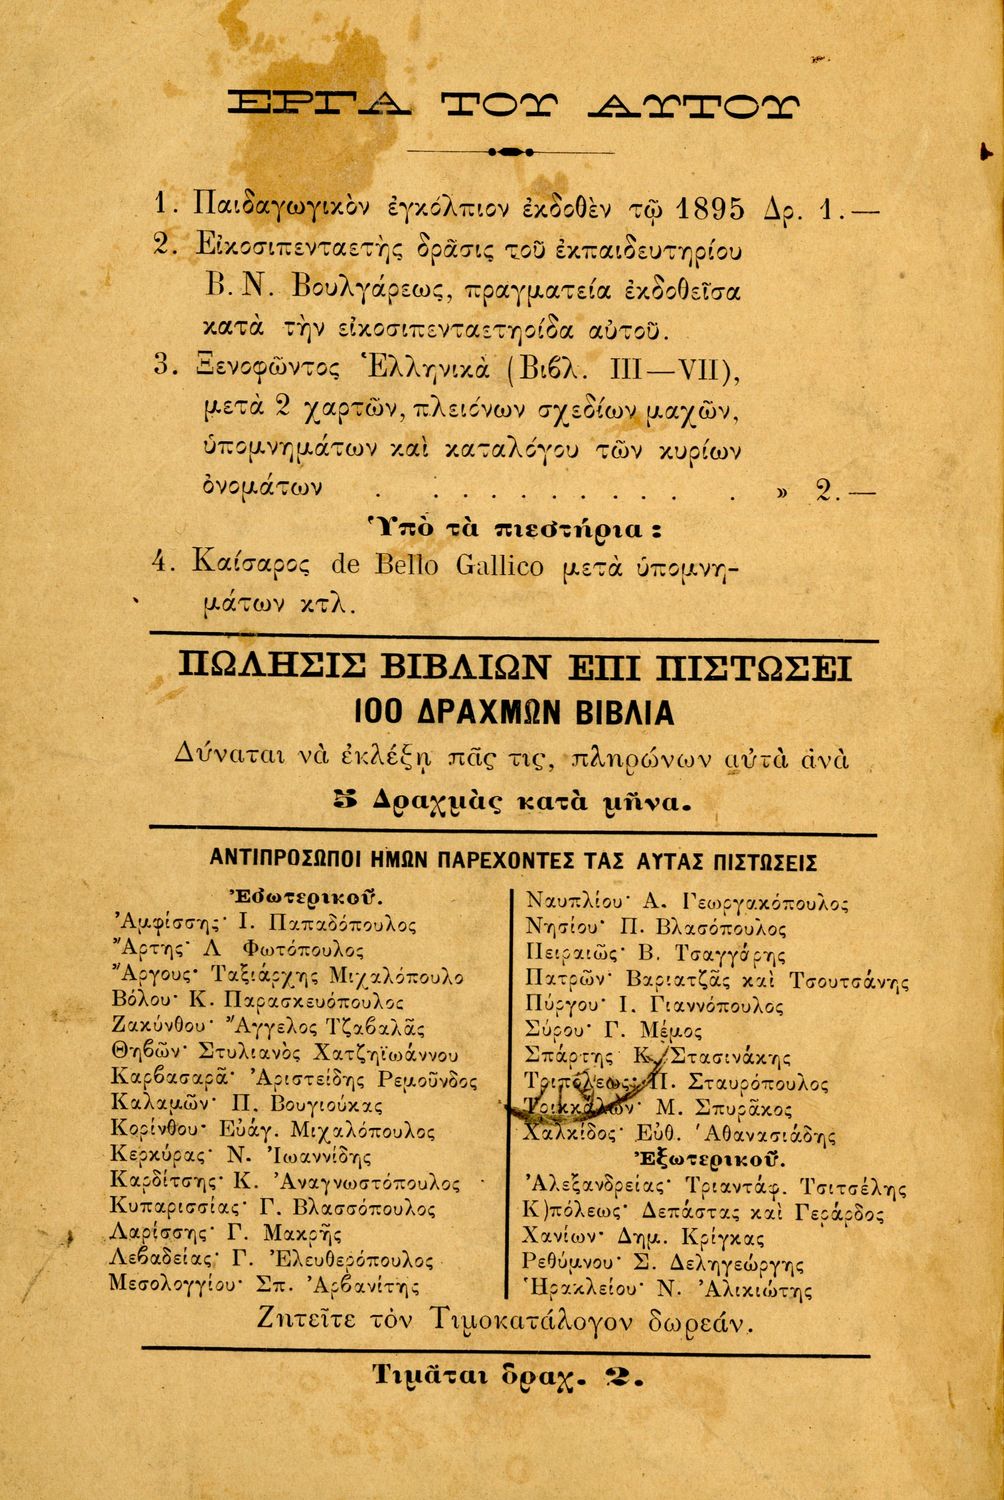 ΕΡΓΑ ΤΟΥ ΑΥΤΟΥ
1. Παιδαγωγικὸν ἐγκόλπιον ἐκδοθὲν τῷ 1895 Δρ. 1.—
2. Εἰκοσιπενταετὴς δρᾶσις τοῦ ἐκπαιδευτηρίου
Β. Ν. Βουλγάρεως, πραγματεία ἐκδοθεῖσα
κατὰ τὴν εἰκοσιπενταετηρίδα αὐτοῦ.
3. Ξενοφῶντος Ἑλληνικὰ (Βιβλ. III—VII),
μετὰ 2 χαρτῶν, πλειόνων σχεδίων μαχῶν,
ὑπομνημάτων καὶ καταλόγου τῶν κυρίων
ὀνομάτων . . . . . . . . . . . » 2.—
Ὑπὸ τὰ πιεστήρια :
4. Καίσαρος de Bello Gallico μετὰ ὑπομνη-
μάτων κτλ.
ΠΩΛΗΣΙΣ ΒΙΒΛΙΩΝ ΕΠΙ ΠΙΣΤΩΣΕΙ
100 ΔΡΑΧΜΩΝ ΒΙΒΛΙΑ
Δύναται νὰ ἐκλέξῃ πᾶς τις, πληρώνων αὐτὰ ἀνὰ
5 Δραχμὰς κατὰ μῆνα.
ΑΝΤΙΠΡΟΣΩΠΟΙ ΗΜΩΝ ΠΑΡΕΧΟΝΤΕΣ ΤΑΣ ΑΥΤΑΣ ΠΙΣΤΩΣΕΙΣ
Ἐσωτερικοῦ.
Ἀμφίσσης· Ι. Παπαδόπουλος
Ἄρτης· Λ Φωτόπουλος
Ἄργους· Ταξιάρχης Μιχαλόπουλο
Βόλου· Κ. Παρασκευόπουλος
Ζακύνθου· Ἄγγελος Τζαβαλᾶς
Θηβῶν· Στυλιανὸς Χατζηϊωάννου
Καρβασαρᾶ· Ἀριστείδης Ρεμοῦνδος
Καλαμῶν· Π. Βουγιούκας
Κορίνθου· Εὐάγ. Μιχαλόπουλος
Κερκύρας· Ν. Ἰωαννίδης
Καρδίτσης· Κ. Ἀναγνωστόπουλος
Κυπαρισσίας· Γ. Βλασσόπουλος
Λαρίσσης· Γ. Μακρῆς
Λεβαδείας· Γ. Ἐλευθερόπουλος
Μεσολογγίου· Σπ. Ἀρβανίτης
Ναυπλίου· Α. Γεωργακόπουλος
Νησίου· Π. Βλασόπουλος
Πειραιῶς· Β. Τσαγγάρης
Πατρῶν· Βαριατζᾶς καὶ Τσουτσάνης
Πύργου· Ι. Γιαννόπουλος
Σύρου· Γ. Μέμος
Σπάρτης Κ. Στασινάκης
Τριπόλεως· Π. Σταυρόπουλος
Τρικκάλων· Μ. Σπυρᾶκος
Χαλκίδος· Εὐθ. Ἀθανασιάδης
Ἐξωτερικοῦ.
Ἀλεξανδρείας· Τριαντάφ. Τσιτσέλης
Κ)πόλεως· Δεπάστας καὶ Γεράρδος
Χανίων· Δημ. Κρίγκας
Ρεθύμνου· Σ. Δεληγεώργης
Ἡρακλείου· Ν. Ἀλικιώτης
Ζητεῖτε τὸν Τιμοκατάλογον δωρεάν.
Τιμᾶται δραχ. 2.